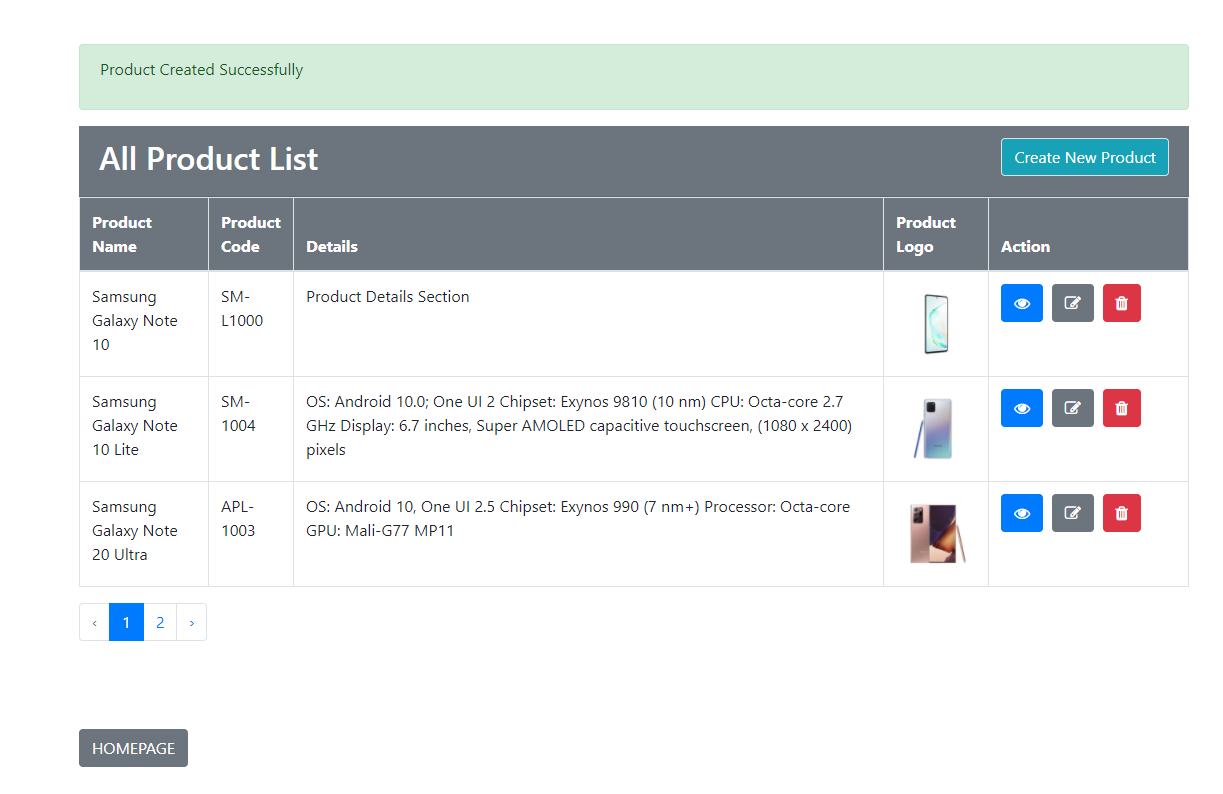 Product Created Successfully
All Product List
Create New Product
Product
Name
Product
Code
Details
Product
Logo
Action
Samsung
Galaxy Note
10
SM-
L1000
Product Details Section
Samsung
Galaxy Note
10 Lite
SM-
1004
OS: Android 10.0; One UI 2 Chipset: Exynos 9810 (10 nm) CPU: Octa-core 2.7
GHz Display: 6.7 inches, Super AMOLED capacitive touchscreen, (1080 x 2400)
pixels
Samsung
Galaxy Note
20 Ultra
APL-
1003
OS: Android 10, One UI 2.5 Chipset: Exynos 990 (7 nm+) Processor: Octa-core
GPU: Mali-G77 MP11
‹ 1 2 ›
HOMEPAGE